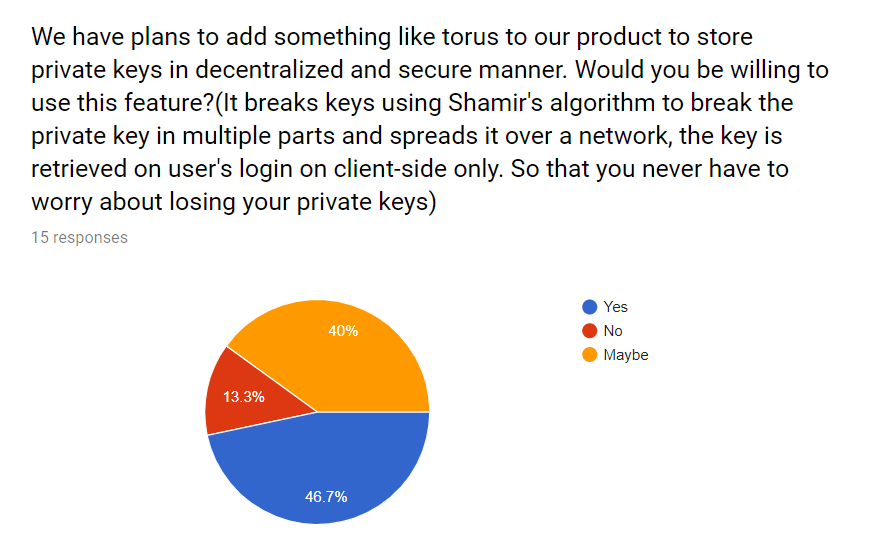 We have plans to add something like torus to our product to store
private keys in decentralized and secure manner. Would you be willing to
use this feature?(It breaks keys using Shamir's algorithm to break the
private key in multiple parts and spreads it over a network, the key is
retrieved on user's login on client-side only. So that you never have to
worry about losing your private keys)
15 responses
Yes
No
Maybe
40%
13.3%
46.7%